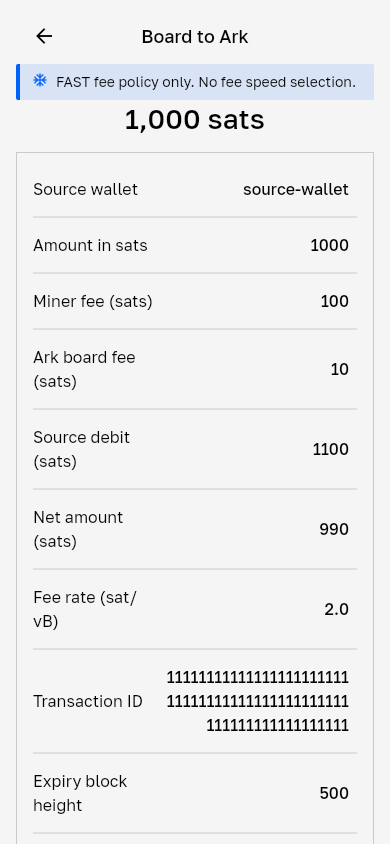 Board to Ark
FAST fee policy only. No fee speed selection.
1,000 sats
Source wallet source-wallet
Amount in sats 1000
Miner fee (sats) 100
Ark board fee
(sats) 10
Source debit
(sats) 1100
Net amount
(sats) 990
Fee rate (sat/
vB) 2.0
Transaction ID 11111111111111111111111
11111111111111111111111
111111111111111111
Expiry block
height 500